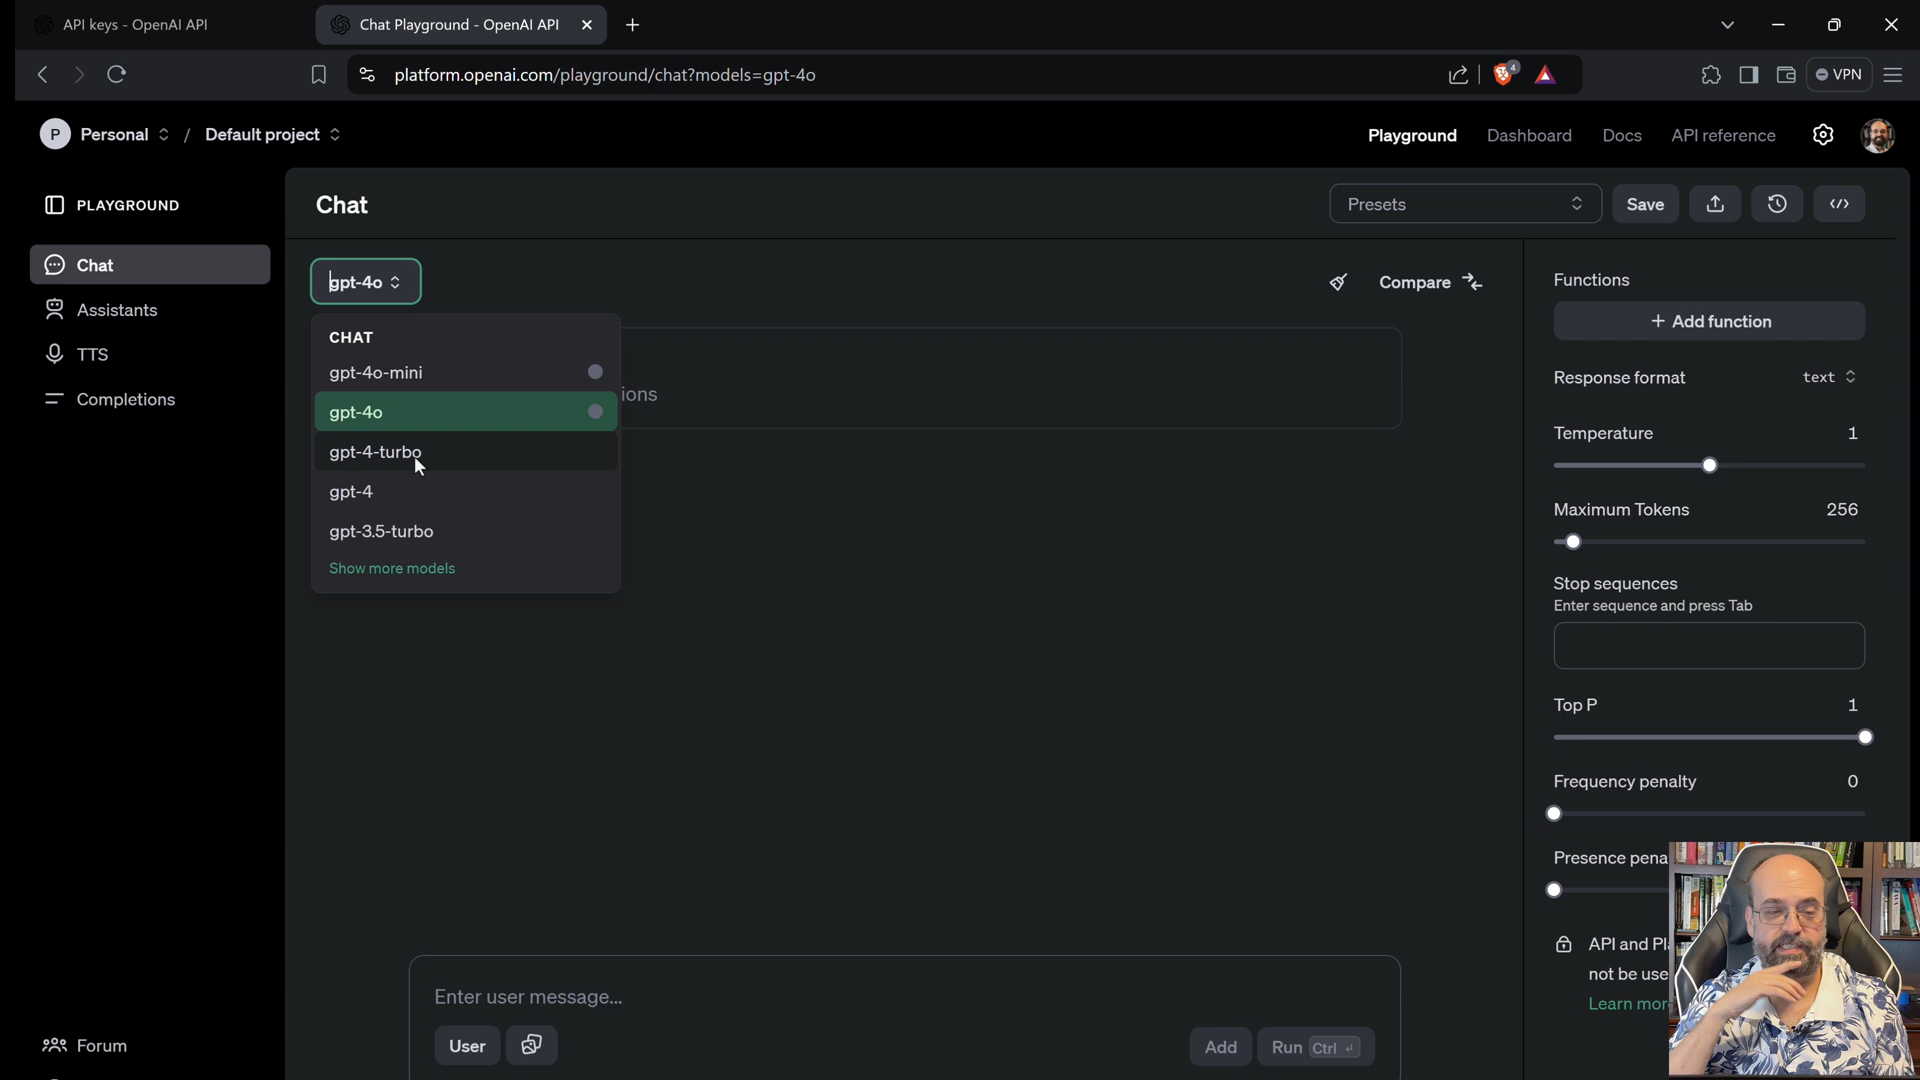 API keys - OpenAI API
Chat Playground - OpenAI API
platform.openai.com/playground/chat?models=gpt-4o
4
VPN
P Personal / Default project
Playground Dashboard Docs API reference
PLAYGROUND
Chat
Assistants
TTS
Completions
Forum
Chat
Presets
Save
gpt-4o
Compare
CHAT
gpt-4o-mini
gpt-4o
gpt-4-turbo
gpt-4
gpt-3.5-turbo
Show more models
ions
Enter user message...
User
Add
Run Ctrl ↵
Functions
+ Add function
Response format text
Temperature 1
Maximum Tokens 256
Stop sequences
Enter sequence and press Tab
Top P 1
Frequency penalty 0
Presence pena
API and Pl
not be use
Learn mor